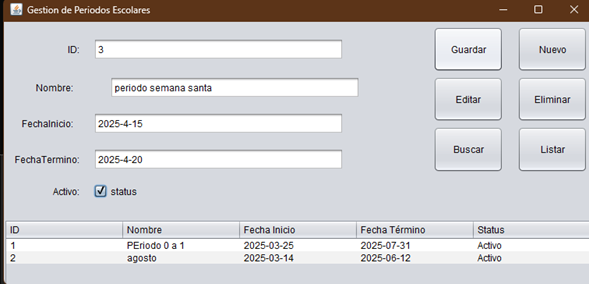 Gestion de Periodos Escolares
ID: 3
Guardar Nuevo
Nombre: periodo semana santa
Editar Eliminar
FechaInicio: 2025-4-15
FechaTermino: 2025-4-20
Buscar Listar
Activo: status
ID Nombre Fecha Inicio Fecha Término Status
1 PEriodo 0 a 1 2025-03-25 2025-07-31 Activo
2 agosto 2025-03-14 2025-06-12 Activo